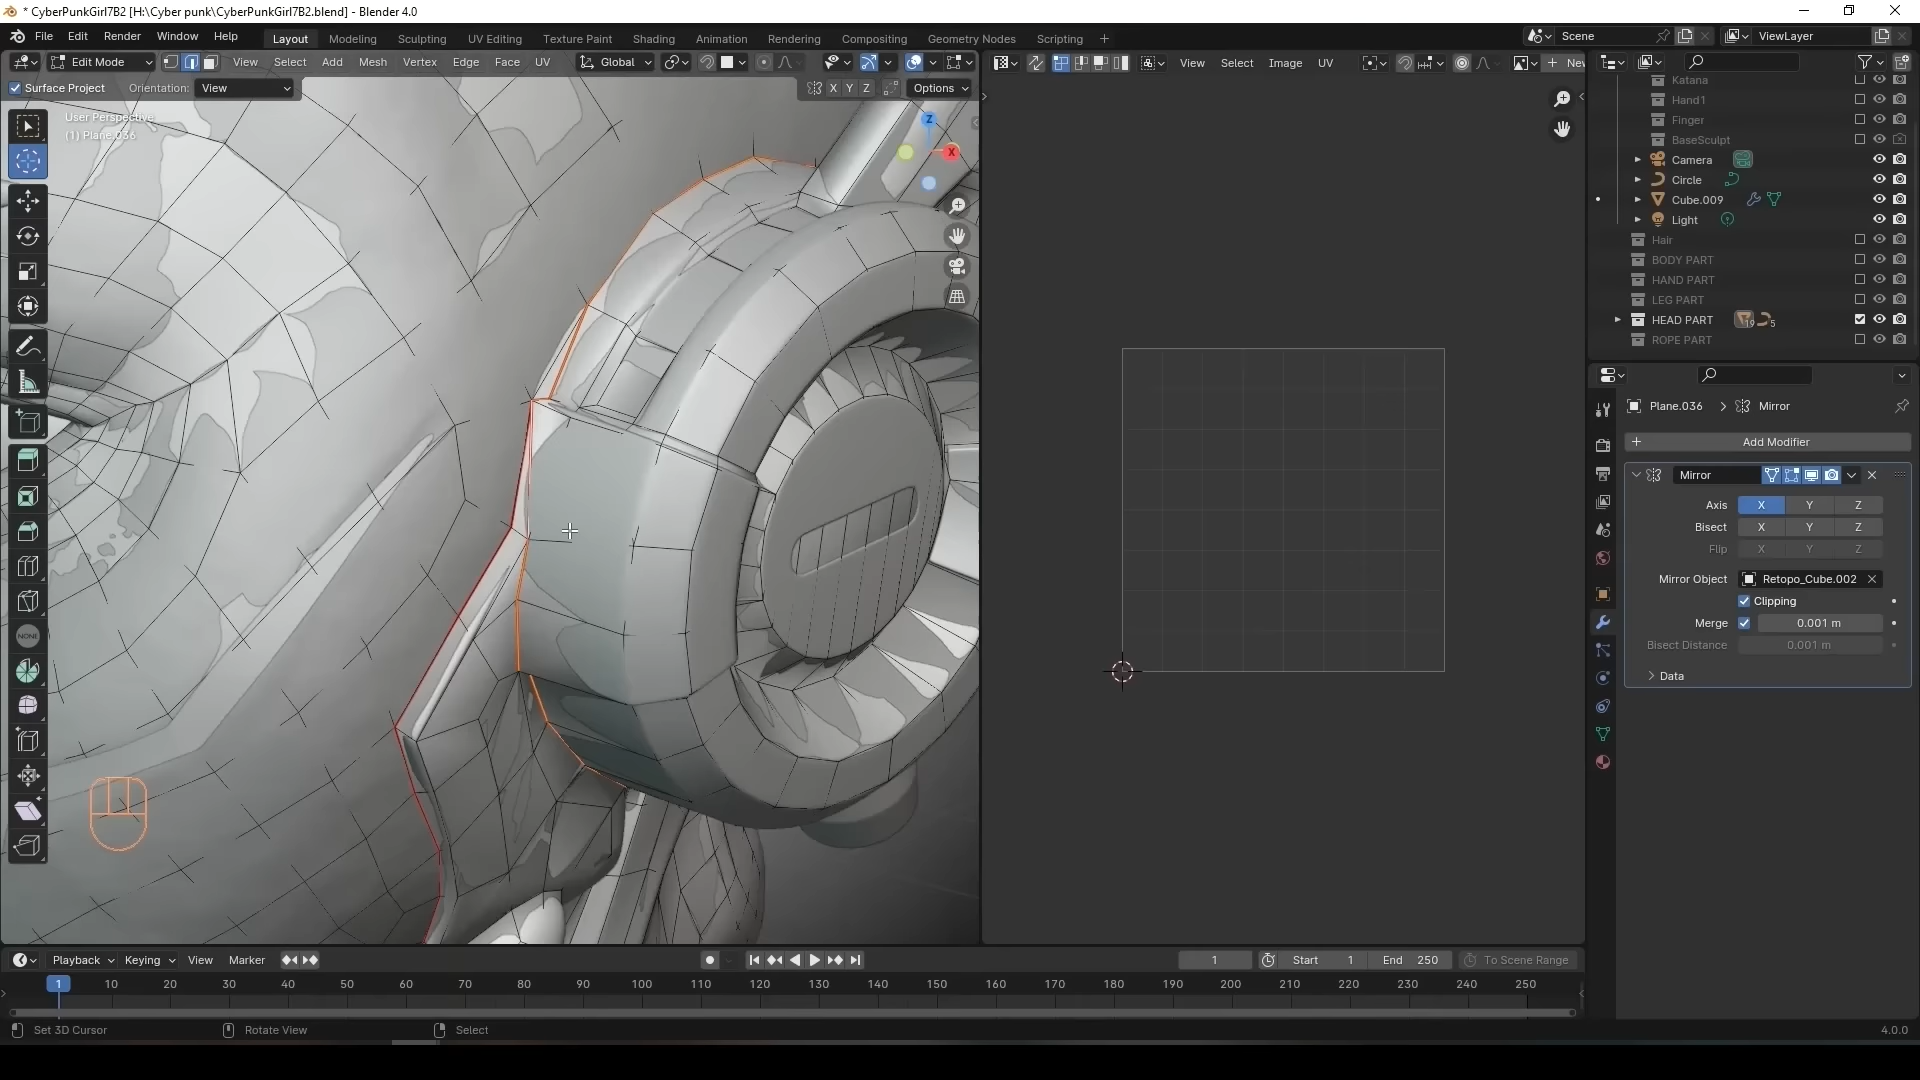 * CyberPunkGirl7B2 [H:\Cyber punk\CyberPunkGirl7B2.blend] - Blender 4.0
File Edit Render Window Help Layout Modeling Sculpting UV Editing Texture Paint Shading Animation Rendering Compositing Geometry Nodes Scripting + Scene ViewLayer
Edit Mode View Select Add Mesh Vertex Edge Face UV Global View Select Image UV New
Surface Project Orientation: View X Y Z Options
User Perspective
(1) Plane.036
Z
X
Katana
Hand1
Finger
BaseSculpt
Camera
Circle
Cube.009
Light
Hair
BODY PART
HAND PART
LEG PART
HEAD PART 19 5
ROPE PART
Plane.036 > Mirror
+ Add Modifier
Mirror
Axis X Y Z
Bisect X Y Z
Flip X Y Z
Mirror Object Retopo_Cube.002
Clipping
Merge 0.001 m
Bisect Distance 0.001 m
Data
NONE
Playback Keying View Marker 1 Start 1 End 250 To Scene Range
1 10 20 30 40 50 60 70 80 90 100 110 120 130 140 150 160 170 180 190 200 210 220 230 240 250
Set 3D Cursor Rotate View Select 4.0.0